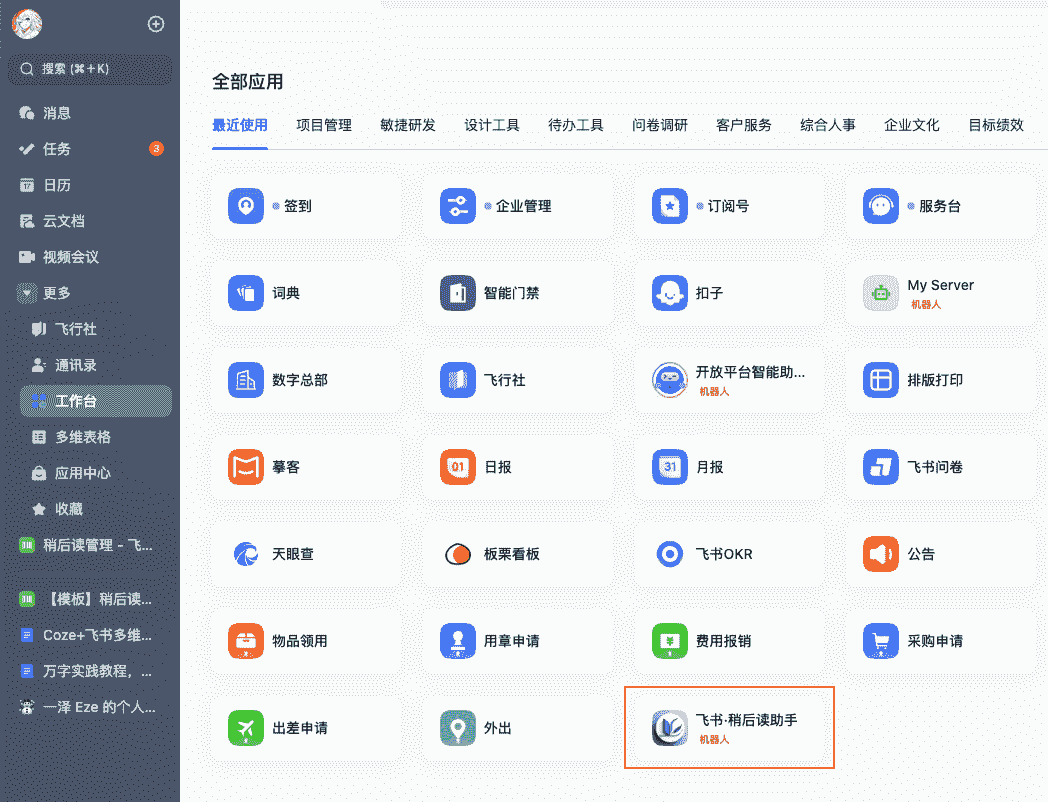 搜索 (⌘+K)
消息
任务
3
日历
17
云文档
视频会议
更多
飞行社
通讯录
工作台
多维表格
应用中心
收藏
稍后读管理 - 飞...
【模板】稍后读...
Coze+飞书多维...
万字实践教程，...
一泽 Eze 的个人...
全部应用
最近使用 项目管理 敏捷研发 设计工具 待办工具 问卷调研 客户服务 综合人事 企业文化 目标绩效
签到 企业管理 订阅号 服务台
词典 智能门禁 扣子 My Server
机器人
数字总部 飞行社 开放平台智能助... 排版打印
机器人
摹客 01 日报 31 月报 飞书问卷
天眼查 板栗看板 飞书OKR 公告
物品领用 用章申请 费用报销 采购申请
出差申请 外出 飞书·稍后读助手
机器人